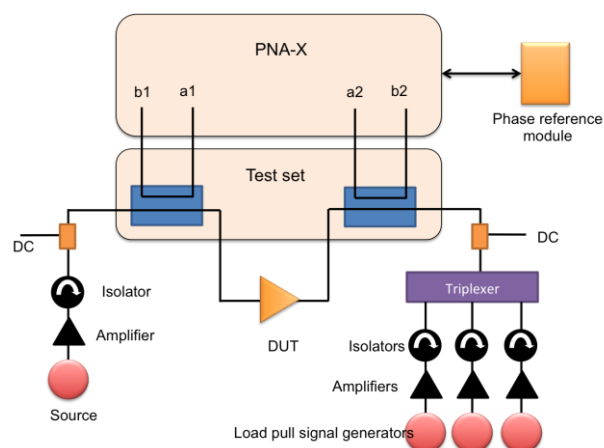 PNA-X
b1
a1
a2
b2
Phase reference
module
Test set
DC
DC
Isolator
Triplexer
Amplifier
DUT
Isolators
Amplifiers
Source
Load pull signal generators